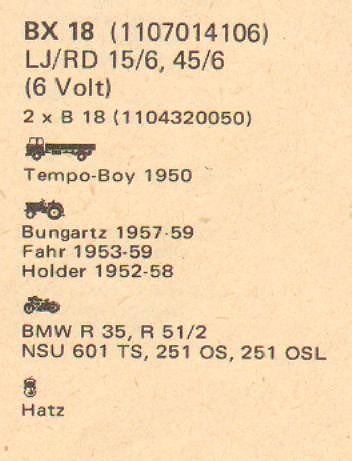 BX 18 (1107014106)
LJ/RD 15/6, 45/6
(6 Volt)
2 x B 18 (1104320050)
Tempo-Boy 1950
Bungartz 1957-59
Fahr 1953-59
Holder 1952-58
BMW R 35, R 51/2
NSU 601 TS, 251 OS, 251 OSL
Hatz